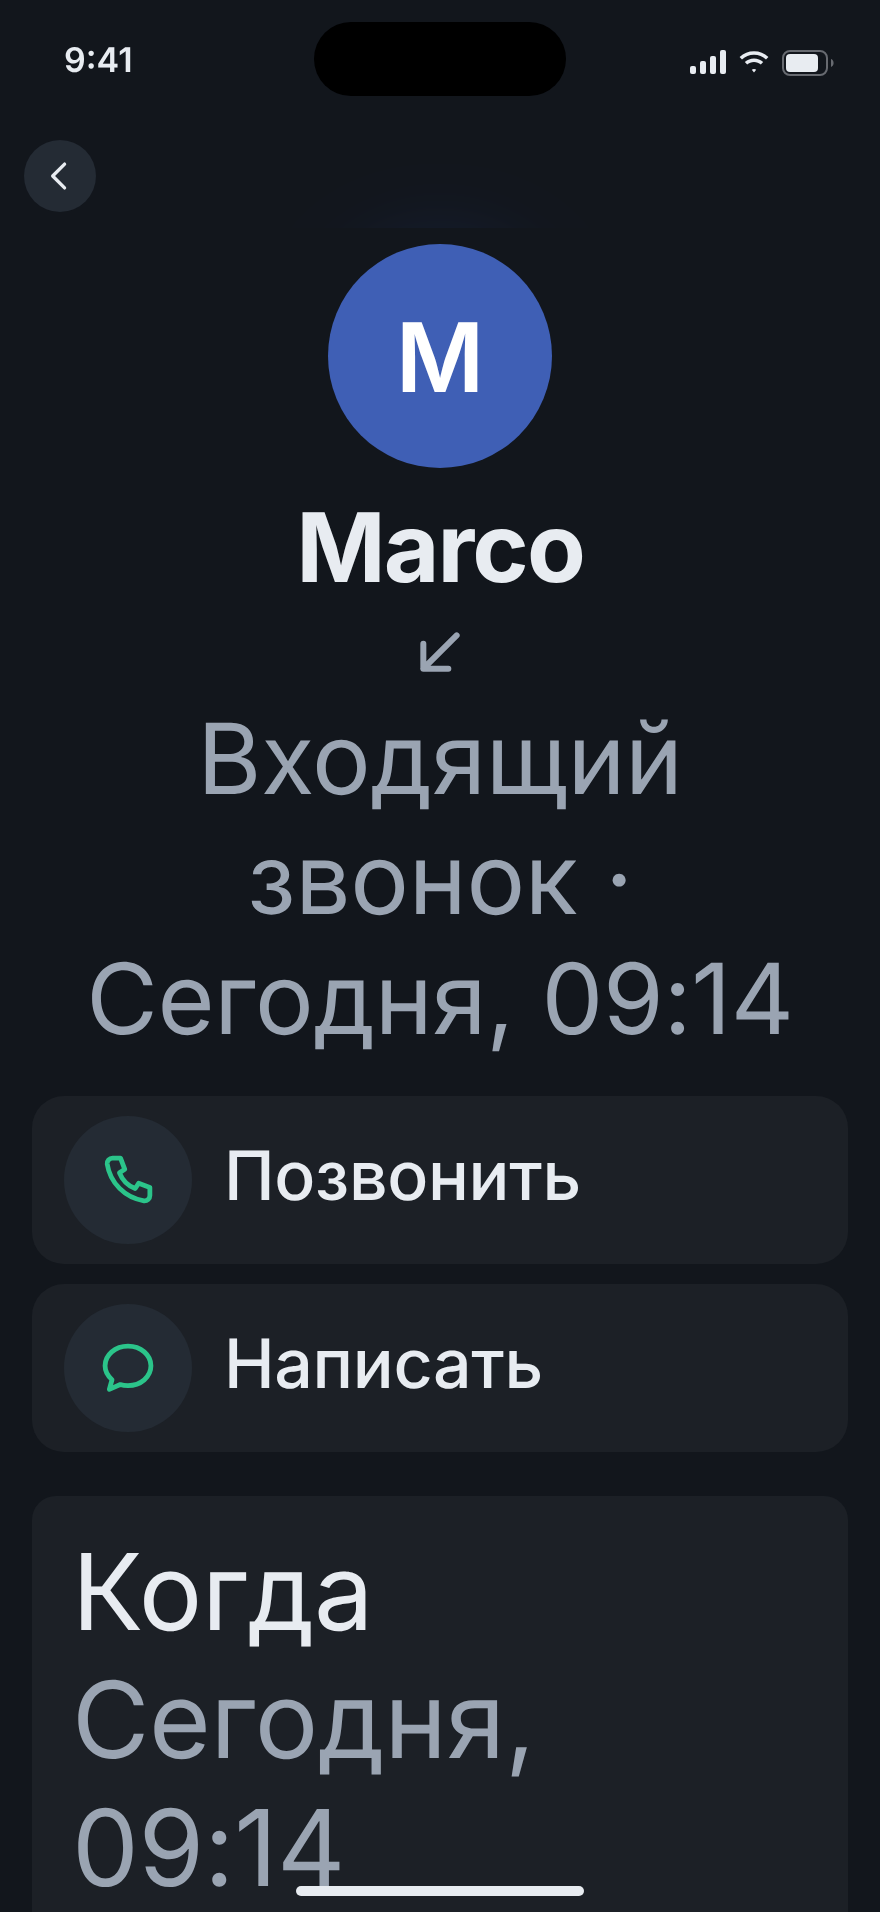 9:41
M
Marco
Входящий
звонок ·
Сегодня, 09:14
Позвонить
Написать
Когда
Сегодня,
09:14